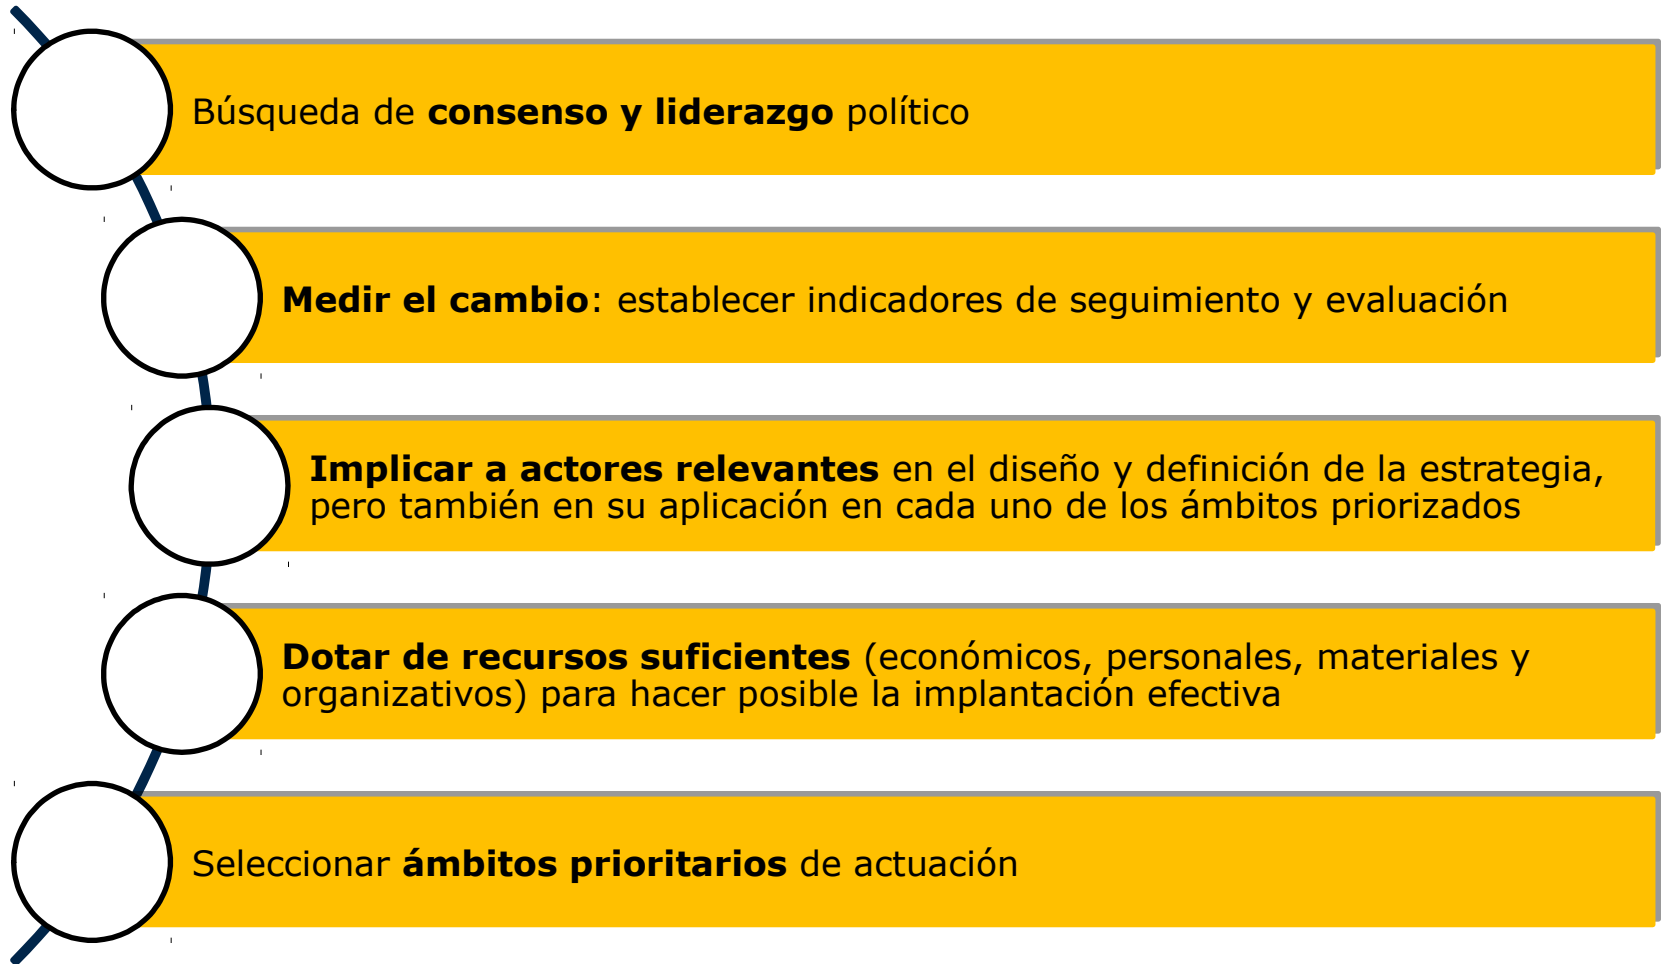 Búsqueda de consenso y liderazgo político
Medir el cambio: establecer indicadores de seguimiento y evaluación
Implicar a actores relevantes en el diseño y definición de la estrategia,
pero también en su aplicación en cada uno de los ámbitos priorizados
Dotar de recursos suficientes (económicos, personales, materiales y
organizativos) para hacer posible la implantación efectiva
Seleccionar ámbitos prioritarios de actuación